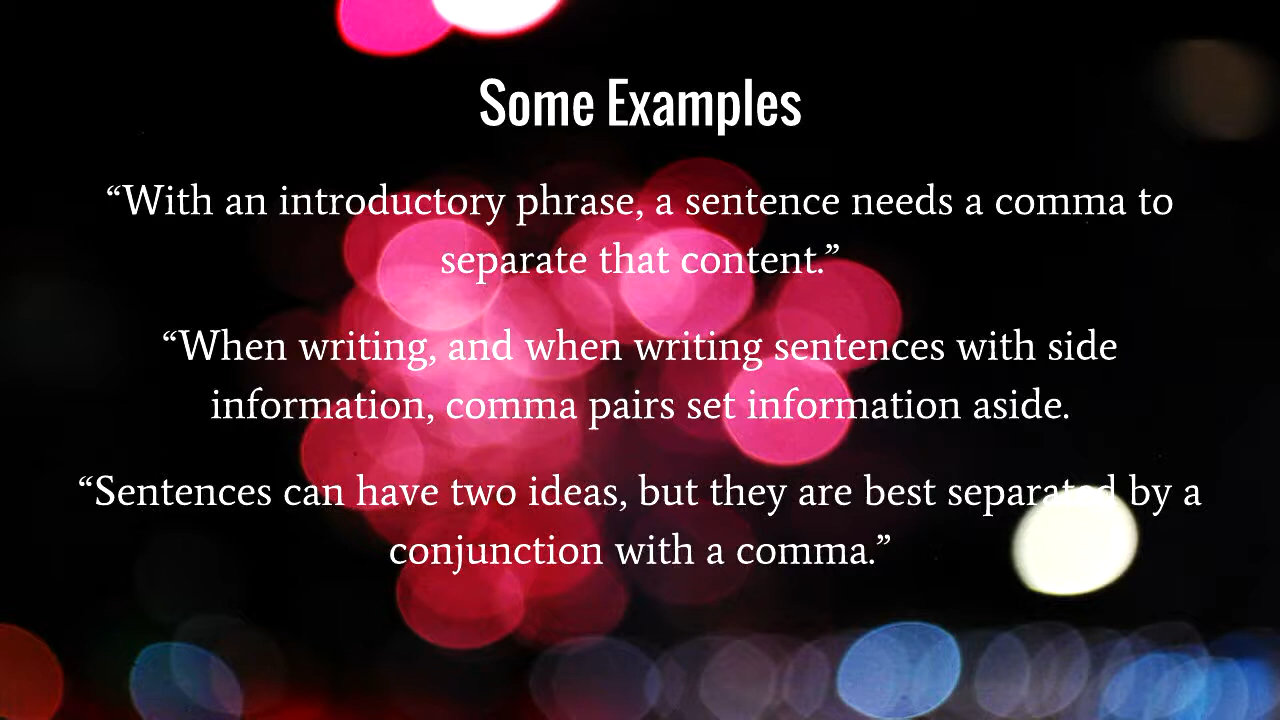 Some Examples
“With an introductory phrase, a sentence needs a comma to
separate that content.”
“When writing, and when writing sentences with side
information, comma pairs set information aside.
“Sentences can have two ideas, but they are best separated by a
conjunction with a comma.”